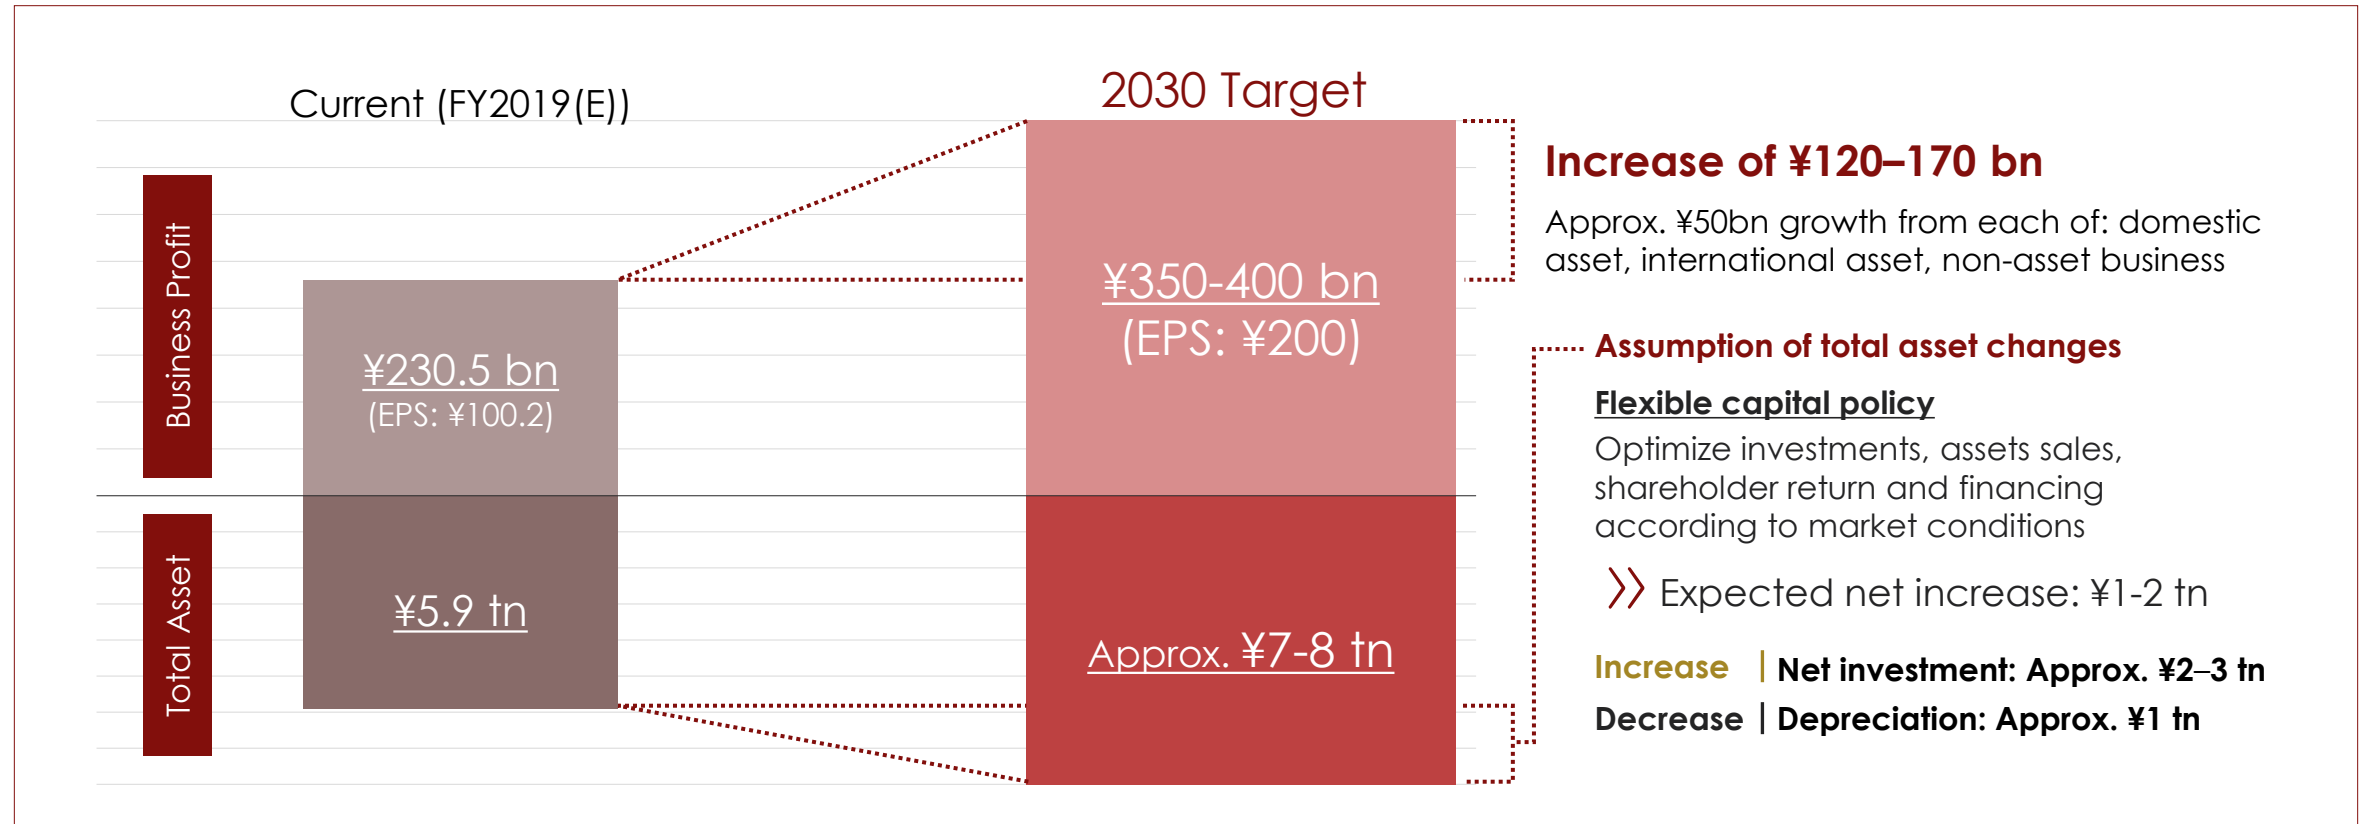 Current (FY2019(E))
2030 Target
Business Profit
¥230.5 bn
(EPS: ¥100.2)
¥350-400 bn
(EPS: ¥200)
Increase of ¥120–170 bn
Approx. ¥50bn growth from each of: domestic
asset, international asset, non-asset business
Total Asset
¥5.9 tn
Approx. ¥7-8 tn
Assumption of total asset changes
Flexible capital policy
Optimize investments, assets sales,
shareholder return and financing
according to market conditions
Expected net increase: ¥1-2 tn
Increase | Net investment: Approx. ¥2–3 tn
Decrease | Depreciation: Approx. ¥1 tn